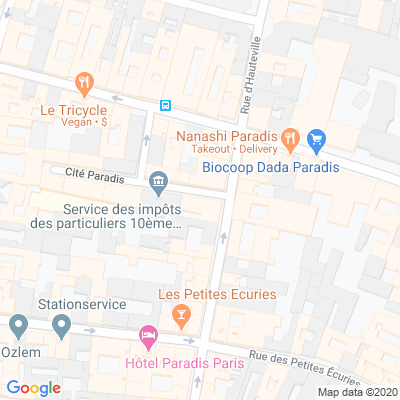 Rue d'Hauteville
Le Tricycle
Vegan • $
Nanashi Paradis
Takeout • Delivery
Biocoop Dada Paradis
Cité Paradis
Service des impôts
des particuliers 10ème...
Les Petites Ecuries
Stationservice
Ozlem
Hôtel Paradis Paris
Rue des Petites Écuries
Google
Map data ©2020